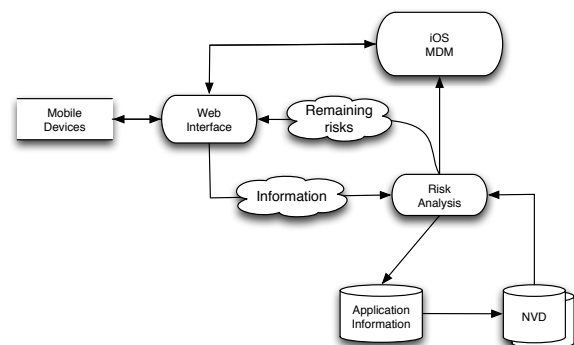 iOS
MDM
Mobile
Devices
Web
Interface
Remaining
risks
Information
Risk
Analysis
Application
Information
NVD